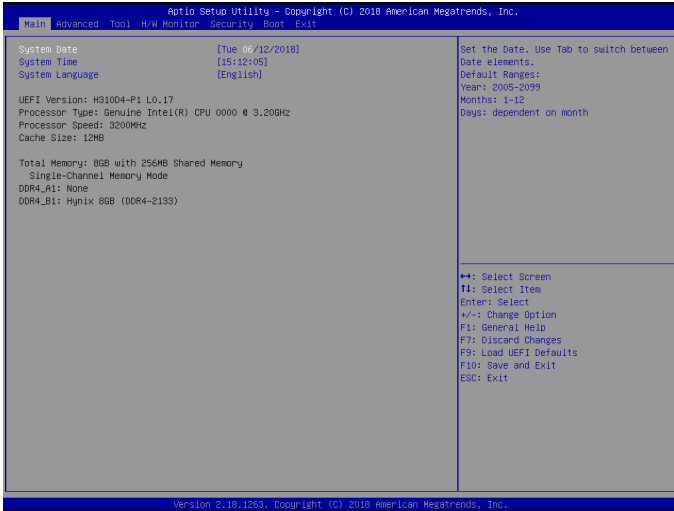 Aptio Setup Utility – Copyright (C) 2018 American Megatrends, Inc.
Main Advanced Tool H/W Monitor Security Boot Exit
System Date [Tue 06/12/2018]
System Time [15:12:05]
System Language [English]
UEFI Version: H310D4-P1 L0.17
Processor Type: Genuine Intel(R) CPU 0000 @ 3.20GHz
Processor Speed: 3200MHz
Cache Size: 12MB
Total Memory: 8GB with 256MB Shared Memory
Single-Channel Memory Mode
DDR4_A1: None
DDR4_B1: Hynix 8GB (DDR4-2133)
Set the Date. Use Tab to switch between
Date elements.
Default Ranges:
Year: 2005-2099
Months: 1-12
Days: dependent on month
↔: Select Screen
↑↓: Select Item
Enter: Select
+/-: Change Option
F1: General Help
F7: Discard Changes
F9: Load UEFI Defaults
F10: Save and Exit
ESC: Exit
Version 2.18.1263. Copyright (C) 2018 American Megatrends, Inc.